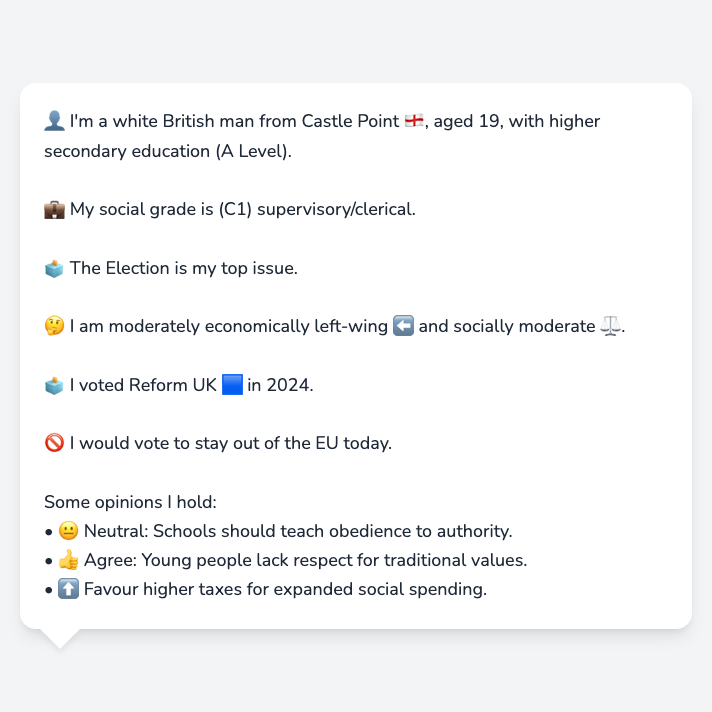 👤 I'm a white British man from Castle Point 🏴󠁧󠁢󠁥󠁮󠁧󠁿, aged 19, with higher
secondary education (A Level).
💼 My social grade is (C1) supervisory/clerical.
🗳️ The Election is my top issue.
🤔 I am moderately economically left-wing ⬅️ and socially moderate ⚖️.
🗳️ I voted Reform UK 🟦 in 2024.
🚫 I would vote to stay out of the EU today.
Some opinions I hold:
• 😐 Neutral: Schools should teach obedience to authority.
• 👍 Agree: Young people lack respect for traditional values.
• ⬆️ Favour higher taxes for expanded social spending.